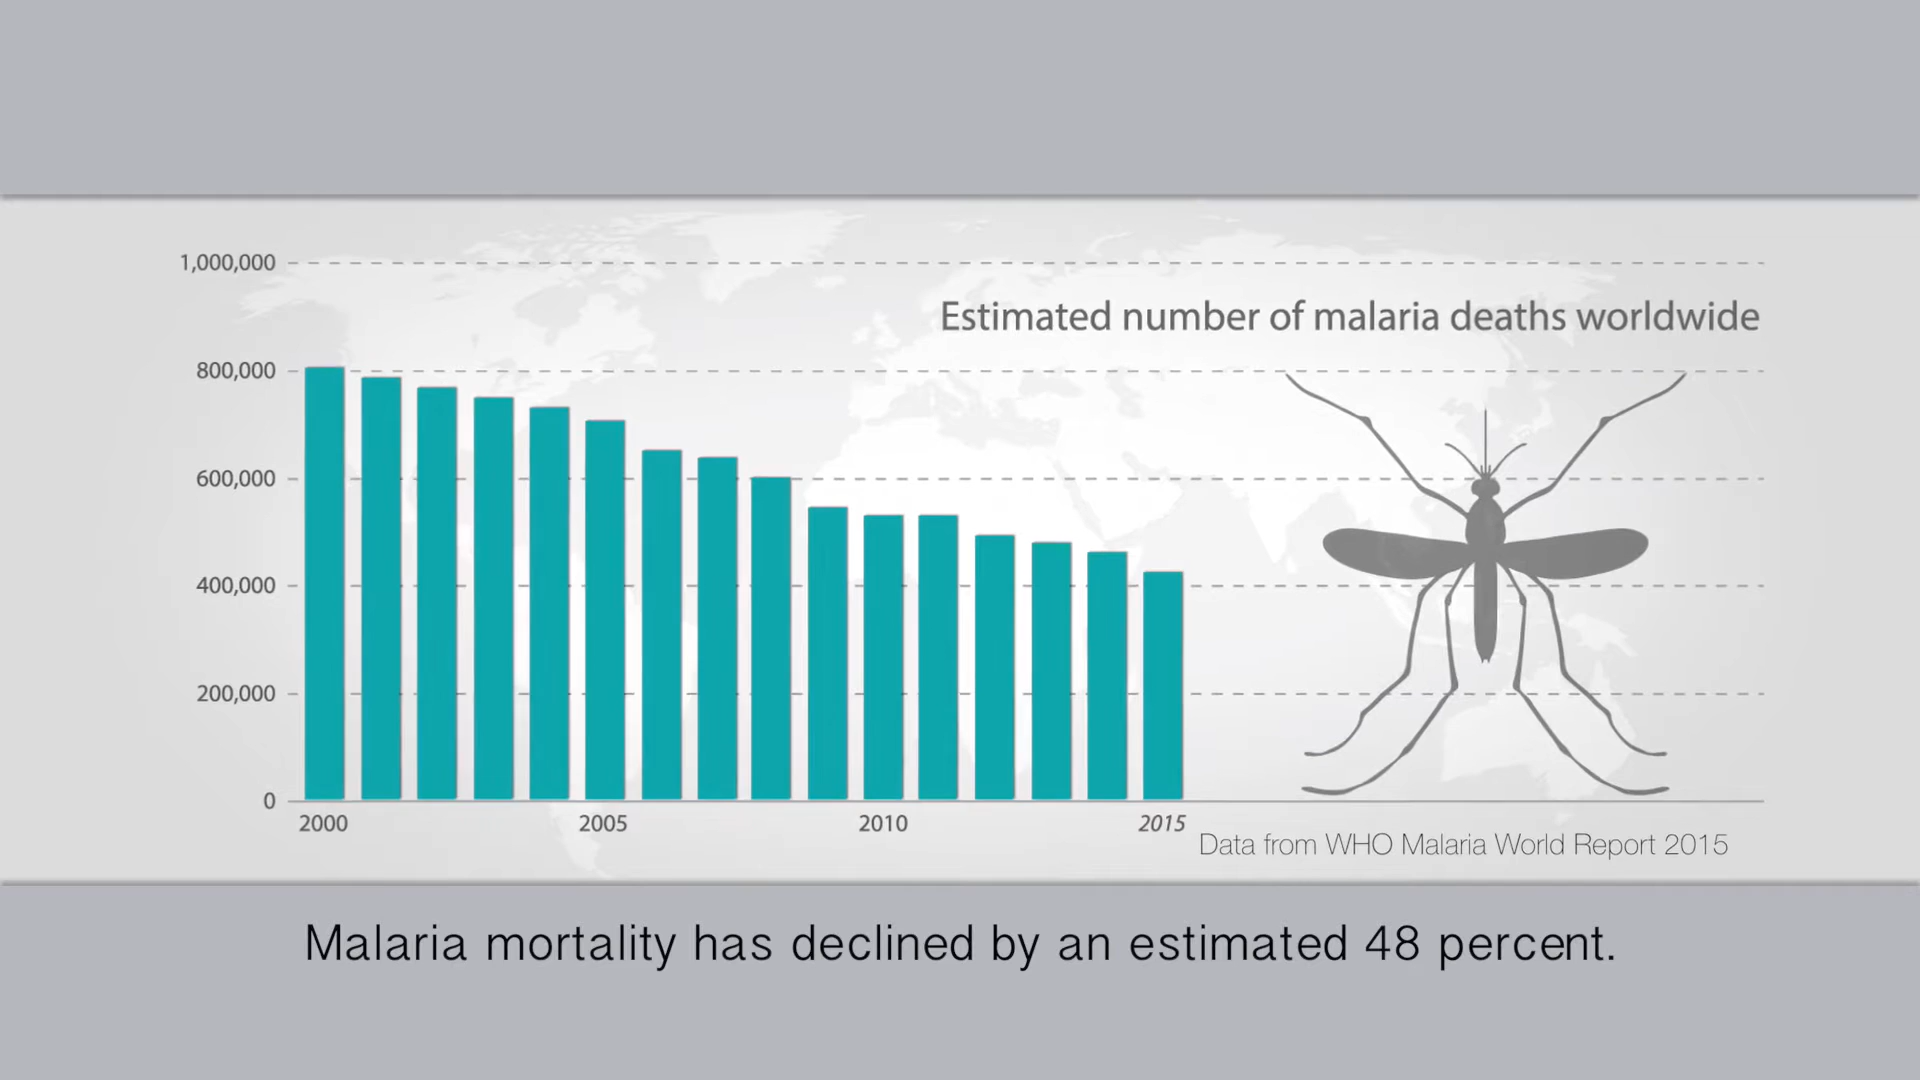 1,000,000
Estimated number of malaria deaths worldwide
800,000
600,000
400,000
200,000
0
2000 2005 2010 2015
Data from WHO Malaria World Report 2015
Malaria mortality has declined by an estimated 48 percent.